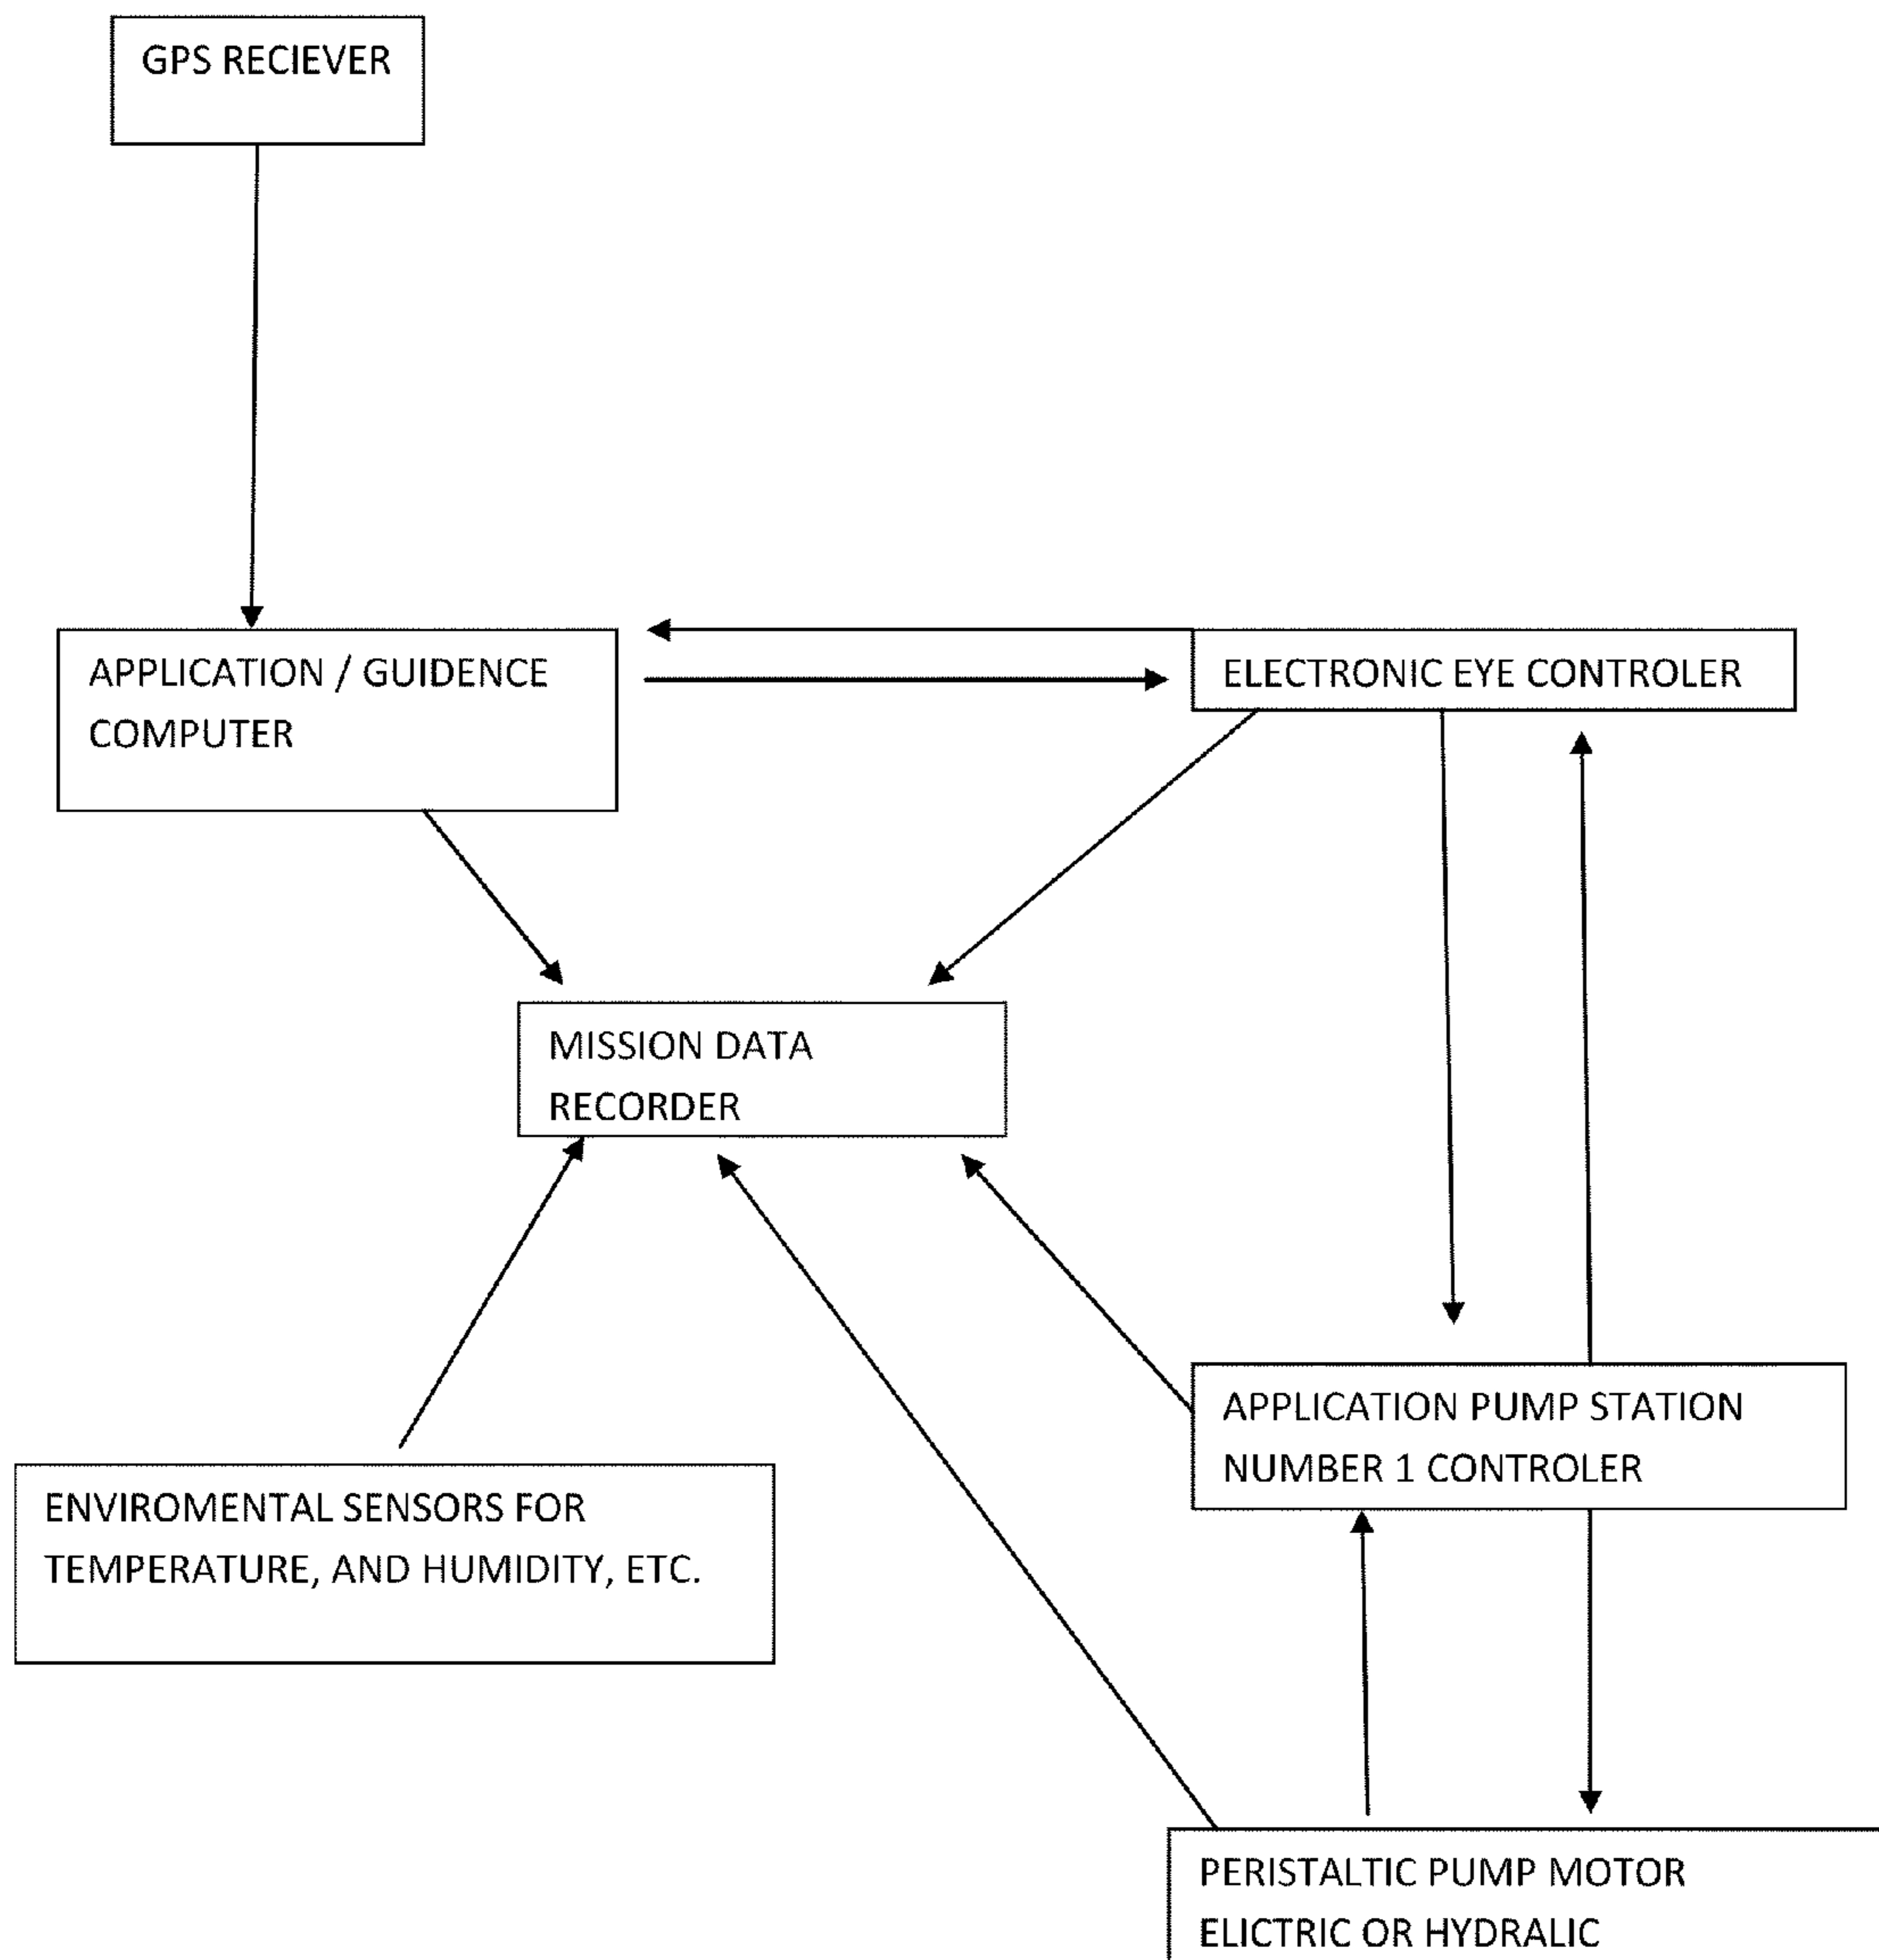 GPS RECIEVER
APPLICATION / GUIDENCE
COMPUTER
ELECTRONIC EYE CONTROLER
MISSION DATA
RECORDER
APPLICATION PUMP STATION
NUMBER 1 CONTROLER
ENVIROMENTAL SENSORS FOR
TEMPERATURE, AND HUMIDITY, ETC.
PERISTALTIC PUMP MOTOR
ELICTRIC OR HYDRALIC